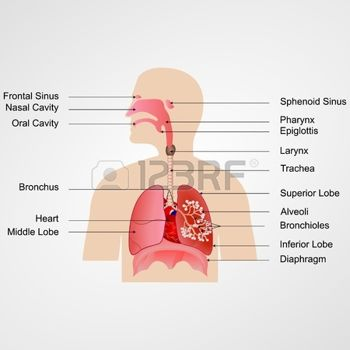 Frontal Sinus
Nasal Cavity
Oral Cavity
Bronchus
Heart
Middle Lobe
Sphenoid Sinus
Pharynx
Epiglottis
Larynx
Trachea
Superior Lobe
Alveoli
Bronchioles
Inferior Lobe
Diaphragm
123RF